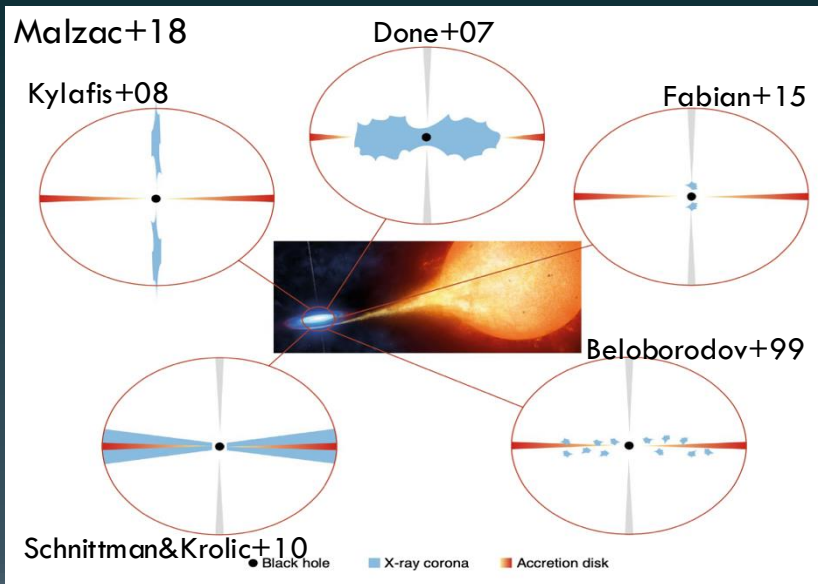 Malzac+18
Done+07
Kylafis+08
Fabian+15
Beloborodov+99
Schnittman&Krolic+10
Black hole X-ray corona Accretion disk